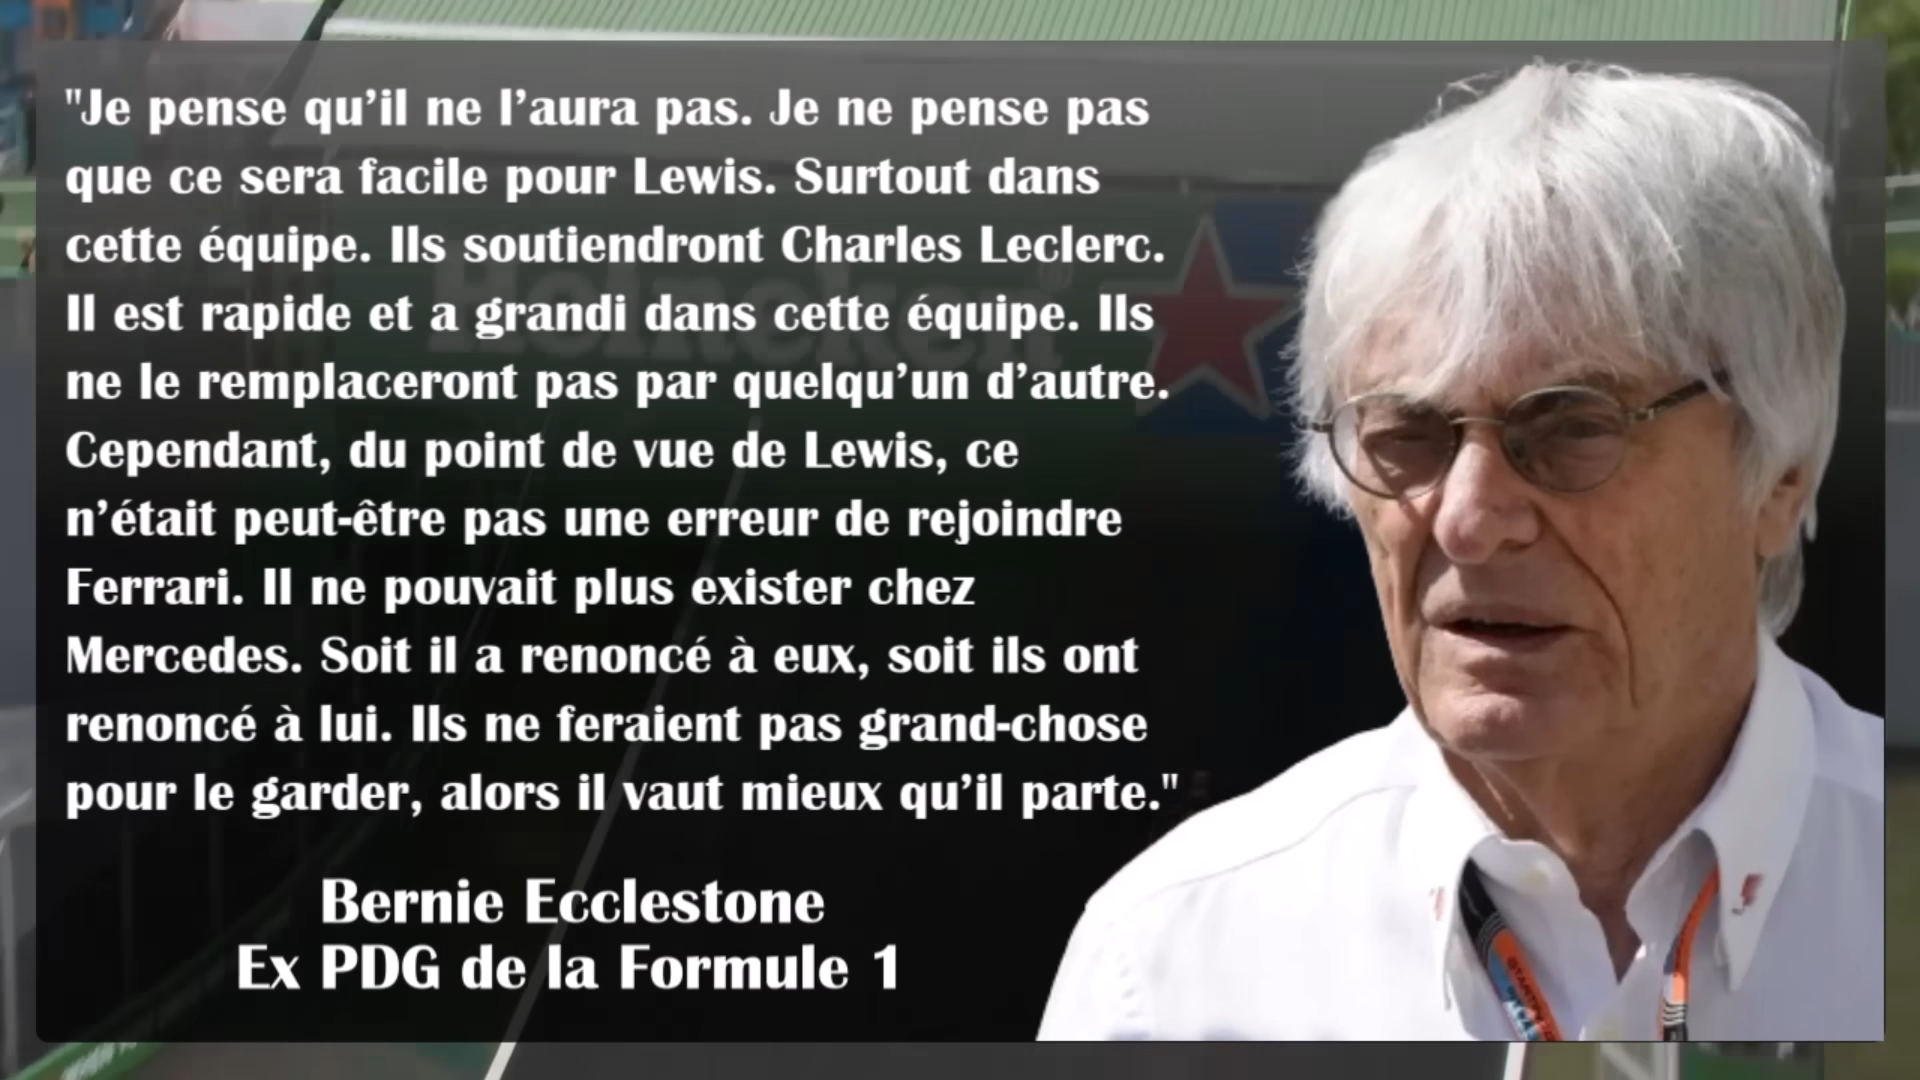 "Je pense qu’il ne l’aura pas. Je ne pense pas
que ce sera facile pour Lewis. Surtout dans
cette équipe. Ils soutiendront Charles Leclerc.
Il est rapide et a grandi dans cette équipe. Ils
ne le remplaceront pas par quelqu’un d’autre.
Cependant, du point de vue de Lewis, ce
n’était peut-être pas une erreur de rejoindre
Ferrari. Il ne pouvait plus exister chez
Mercedes. Soit il a renoncé à eux, soit ils ont
renoncé à lui. Ils ne feraient pas grand-chose
pour le garder, alors il vaut mieux qu’il parte."
Bernie Ecclestone
Ex PDG de la Formule 1
Heineken